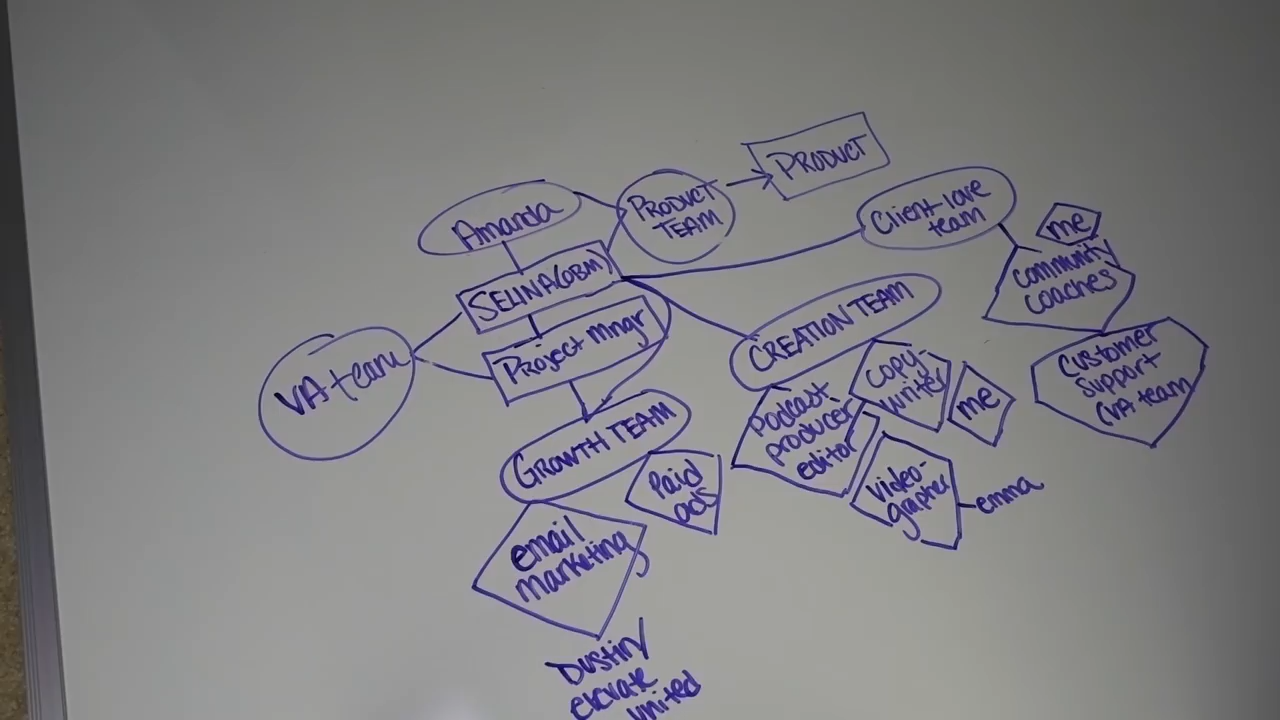 PRODUCT
Amanda
PRODUCT
TEAM
Client love
team
me
community
coaches
SELINA (OBM)
Project Mngr
VA team
CREATION TEAM
Customer
Support
(VA team
Podcast
producer
editor
copy-
writer
me
GROWTH TEAM
Paid
ads
video-
grapher
emma
email
marketing
Dustin/
elevate
united